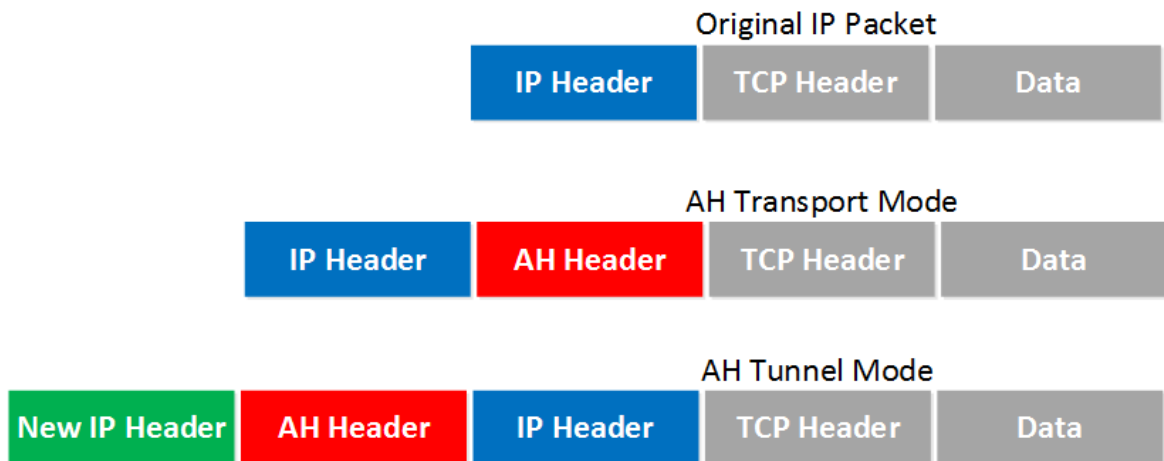 Original IP Packet
IP Header TCP Header Data
AH Transport Mode
IP Header AH Header TCP Header Data
AH Tunnel Mode
New IP Header AH Header IP Header TCP Header Data